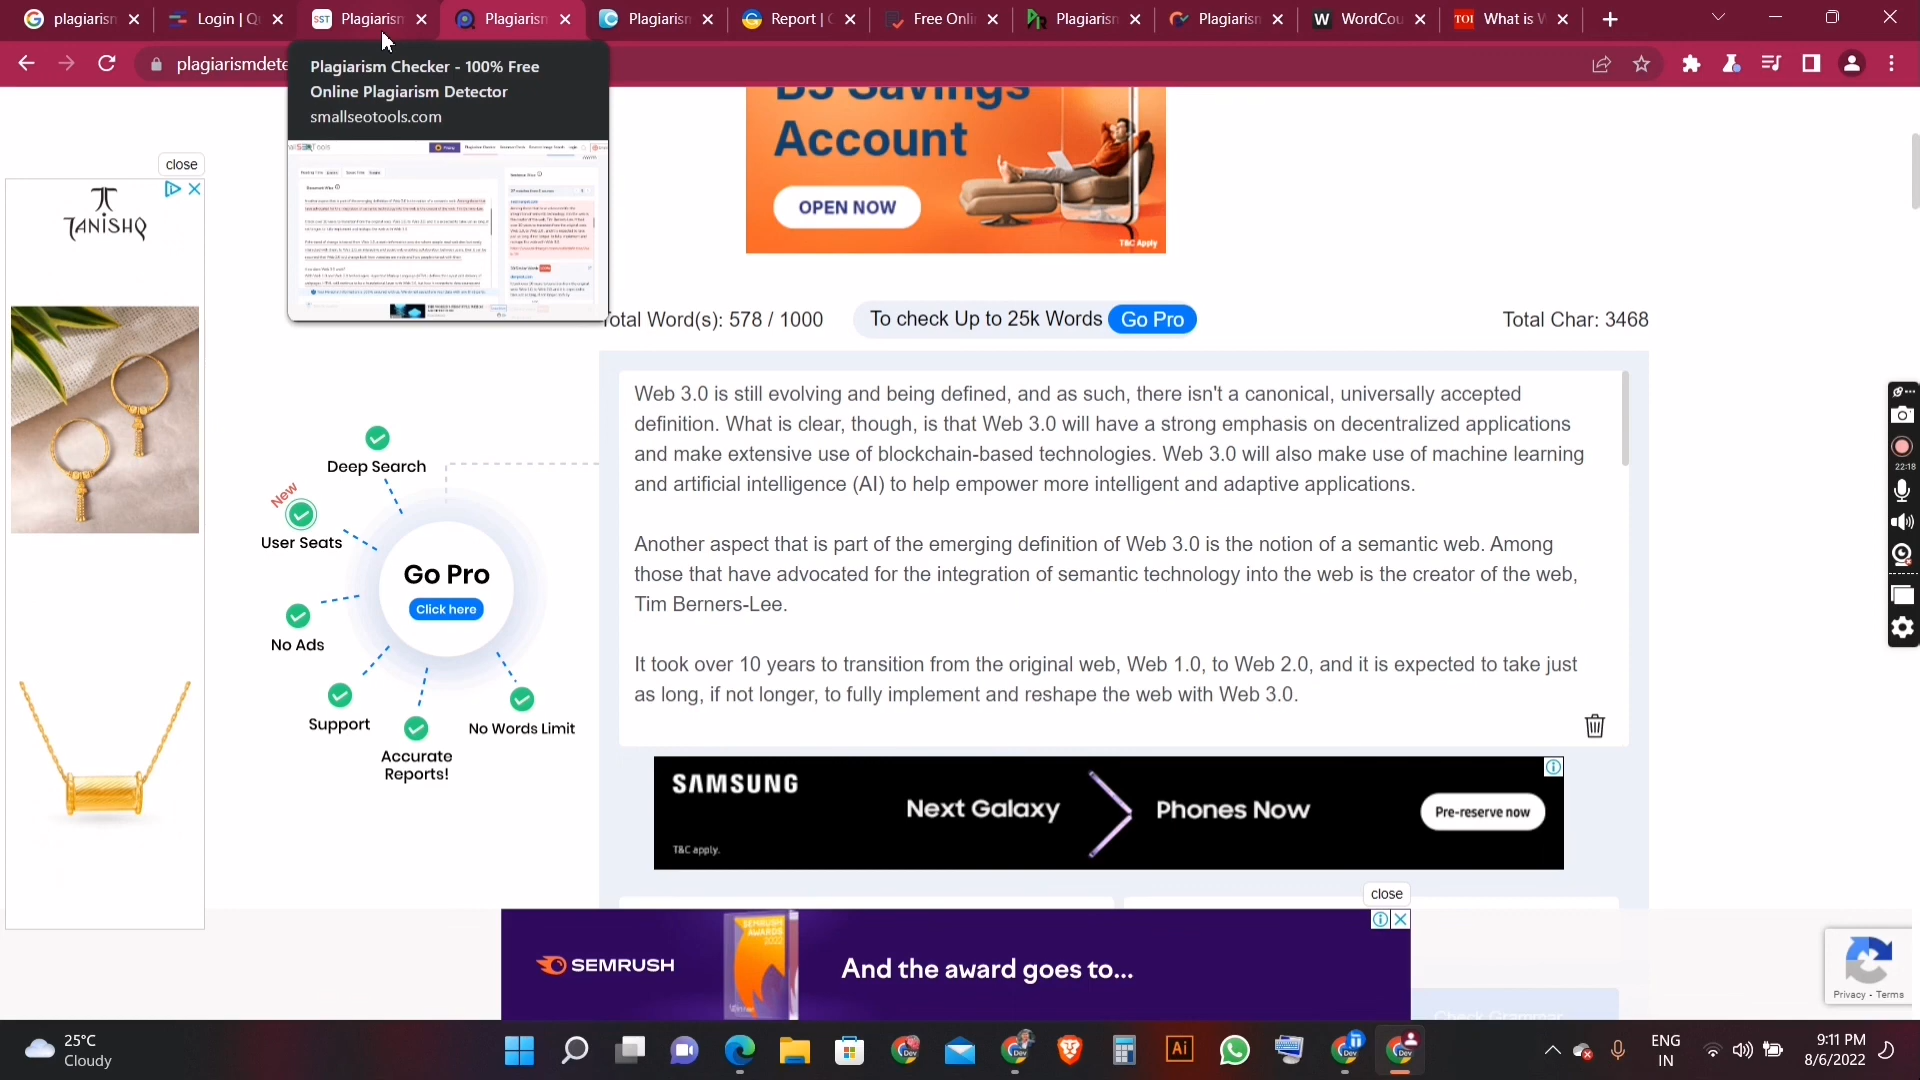 plagiarism
Login | Qu
Plagiarism
Plagiarism
Plagiarism
Report | C
Free Onli
Plagiarism
Plagiarism
WordCou
TOI What is W
plagiarismdete
Plagiarism Checker - 100% Free
Online Plagiarism Detector
smallseotools.com
B3 Savings
Account
OPEN NOW
T&C Apply
close
TANISHQ
Total Word(s): 578 / 1000
To check Up to 25k Words Go Pro
Total Char: 3468
Web 3.0 is still evolving and being defined, and as such, there isn't a canonical, universally accepted
definition. What is clear, though, is that Web 3.0 will have a strong emphasis on decentralized applications
and make extensive use of blockchain-based technologies. Web 3.0 will also make use of machine learning
and artificial intelligence (AI) to help empower more intelligent and adaptive applications.
Another aspect that is part of the emerging definition of Web 3.0 is the notion of a semantic web. Among
those that have advocated for the integration of semantic technology into the web is the creator of the web,
Tim Berners-Lee.
It took over 10 years to transition from the original web, Web 1.0, to Web 2.0, and it is expected to take just
as long, if not longer, to fully implement and reshape the web with Web 3.0.
Deep Search
New
User Seats
Go Pro
Click here
No Ads
Support
Accurate
Reports!
No Words Limit
22:18
SAMSUNG
Next Galaxy
Phones Now
Pre-reserve now
T&C apply.
close
SEMRUSH
And the award goes to...
Check Grammar
Privacy - Terms
25°C
Cloudy
ENG
IN
9:11 PM
8/6/2022